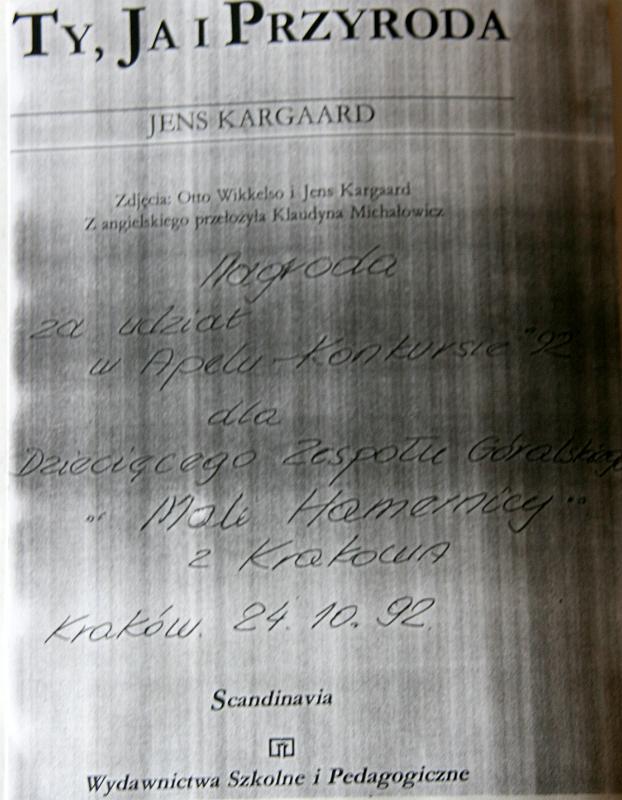 TY, JA I PRZYRODA
JENS KARGAARD
Zdjęcia: Otto Wikkelso i Jens Kargaard
Z angielskiego przełożyła Klaudyna Michałowicz
Nagroda
za udział
w Apelu-Konkursie "92
dla
Dziecięcego Zespołu Góralskiego
"Mali Hamernicy"
z Krakowa
Kraków. 24. 10. 92.
Scandinavia
Wydawnictwa Szkolne i Pedagogiczne